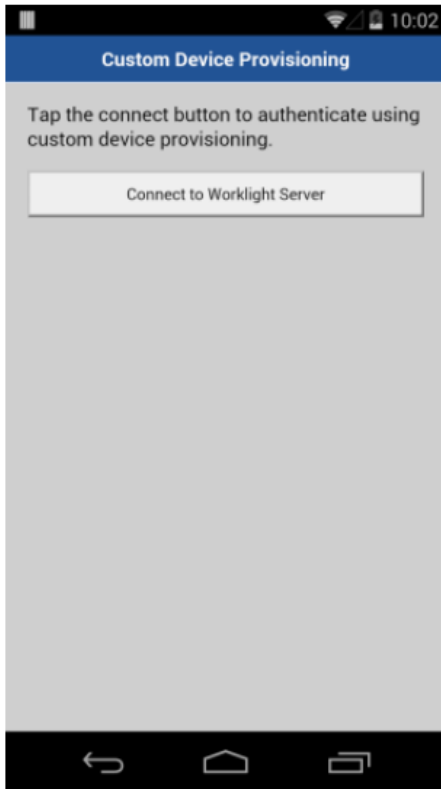 10:02
Custom Device Provisioning
Tap the connect button to authenticate using
custom device provisioning.
Connect to Worklight Server